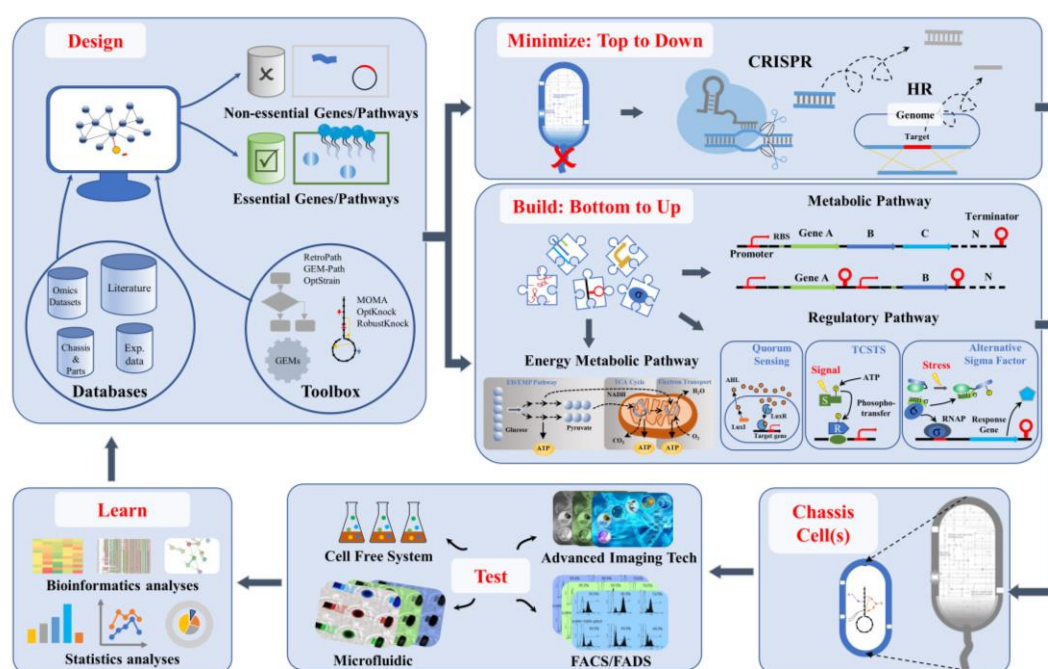 Design
Non-essential Genes/Pathways
Essential Genes/Pathways
Omics
Datasets
Literature
Chassis
&
Parts
Exp.
data
Databases
RetroPath
GEM-Path
OptStrain
MOMA
OptKnock
RobustKnock
GEMs
Toolbox
Minimize: Top to Down
CRISPR
HR
Genome
Target
Build: Bottom to Up
Metabolic Pathway
Promoter
RBS
Gene A
B
C
N
Terminator
Gene A
B
N
Regulatory Pathway
Energy Metabolic Pathway
ED/EMP Pathway
Glucose
Pyruvate
ATP
TCA Cycle
NADH
CO₂
ATP
Electron Transport
H₂O
O₂
ATP
Quorum
Sensing
AHL
LuxI
LuxR
Target gene
TCSTS
Signal
ATP
S
Phosopho-
transfer
R
Alternative
Sigma Factor
Stress
σ
RNAP
σ
Response
Gene
Learn
Bioinformatics analyses
Statistics analyses
Test
Cell Free System
Advanced Imaging Tech
Microfluidic
FACS/FADS
Chassis
Cell(s)